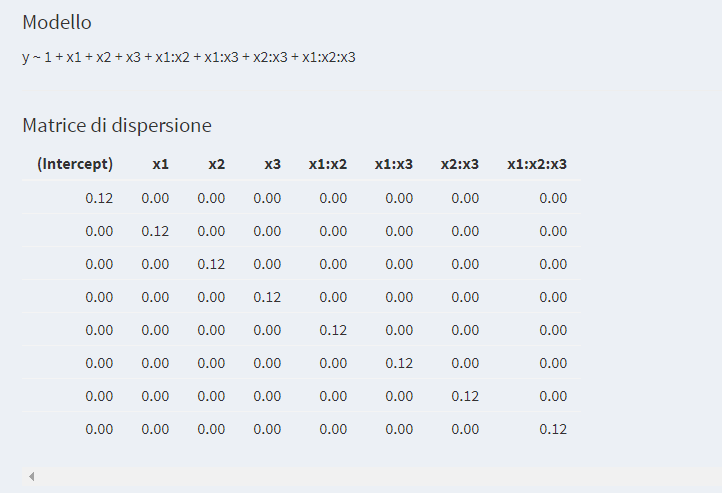 Modello
y ~ 1 + x1 + x2 + x3 + x1:x2 + x1:x3 + x2:x3 + x1:x2:x3
Matrice di dispersione
(Intercept) x1 x2 x3 x1:x2 x1:x3 x2:x3 x1:x2:x3
0.12 0.00 0.00 0.00 0.00 0.00 0.00 0.00
0.00 0.12 0.00 0.00 0.00 0.00 0.00 0.00
0.00 0.00 0.12 0.00 0.00 0.00 0.00 0.00
0.00 0.00 0.00 0.12 0.00 0.00 0.00 0.00
0.00 0.00 0.00 0.00 0.12 0.00 0.00 0.00
0.00 0.00 0.00 0.00 0.00 0.12 0.00 0.00
0.00 0.00 0.00 0.00 0.00 0.00 0.12 0.00
0.00 0.00 0.00 0.00 0.00 0.00 0.00 0.12